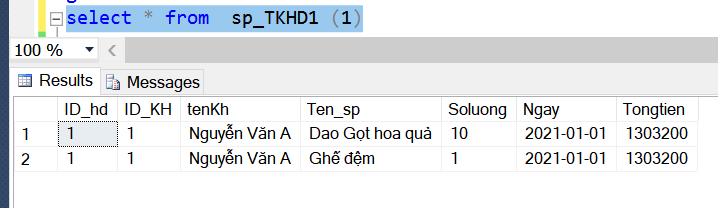 select * from sp_TKHD1 (1)
100 %
Results Messages
ID_hd ID_KH tenKh Ten_sp Soluong Ngay Tongtien
1 1 1 Nguyễn Văn A Dao Gọt hoa quả 10 2021-01-01 1303200
2 1 1 Nguyễn Văn A Ghế đệm 1 2021-01-01 1303200